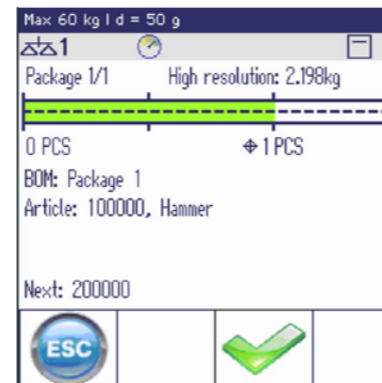 Max 60 kg | d = 50 g
1
Package 1/1 High resolution: 2.198kg
0 PCS 1 PCS
BOM: Package 1
Article: 100000, Hammer
Next: 200000
ESC